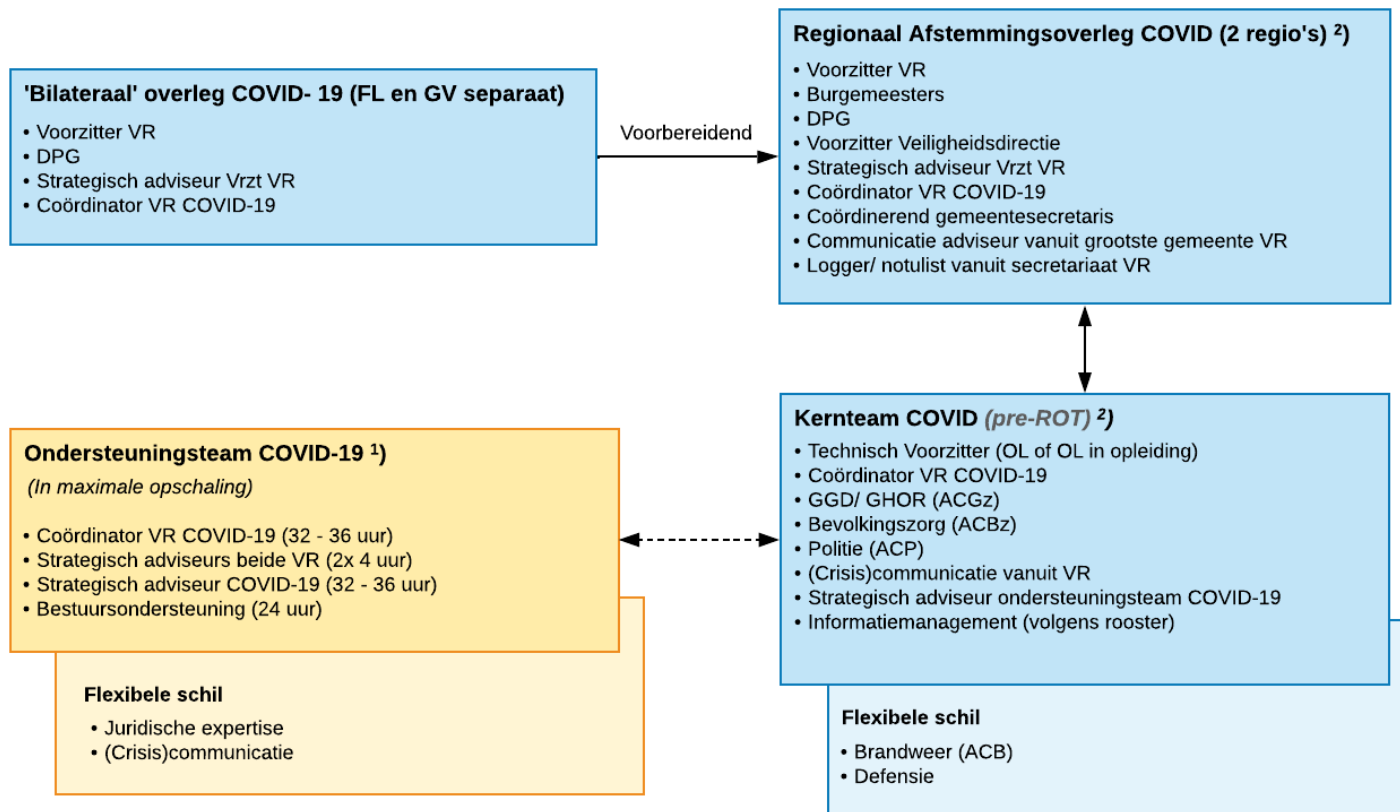 'Bilateraal' overleg COVID- 19 (FL en GV separaat)
• Voorzitter VR
• DPG
• Strategisch adviseur Vrzt VR
• Coördinator VR COVID-19
Voorbereidend
Regionaal Afstemmingsoverleg COVID (2 regio's) ²)
• Voorzitter VR
• Burgemeesters
• DPG
• Voorzitter Veiligheidsdirectie
• Strategisch adviseur Vrzt VR
• Coördinator VR COVID-19
• Coördinerend gemeentesecretaris
• Communicatie adviseur vanuit grootste gemeente VR
• Logger/ notulist vanuit secretariaat VR
Ondersteuningsteam COVID-19 ¹)
(In maximale opschaling)
• Coördinator VR COVID-19 (32 - 36 uur)
• Strategisch adviseurs beide VR (2x 4 uur)
• Strategisch adviseur COVID-19 (32 - 36 uur)
• Bestuursondersteuning (24 uur)
Flexibele schil
• Juridische expertise
• (Crisis)communicatie
Kernteam COVID (pre-ROT) ²)
• Technisch Voorzitter (OL of OL in opleiding)
• Coördinator VR COVID-19
• GGD/ GHOR (ACGz)
• Bevolkingszorg (ACBz)
• Politie (ACP)
• (Crisis)communicatie vanuit VR
• Strategisch adviseur ondersteuningsteam COVID-19
• Informatiemanagement (volgens rooster)
Flexibele schil
• Brandweer (ACB)
• Defensie